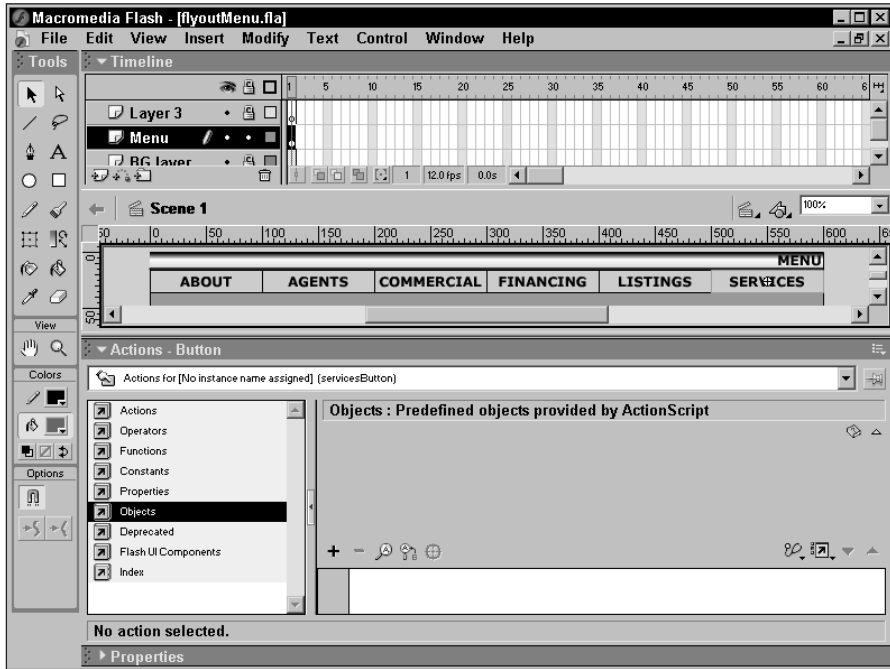 Macromedia Flash - [flyoutMenu.fla]
File Edit View Insert Modify Text Control Window Help
Tools
Timeline
1 5 10 15 20 25 30 35 40 45 50 55 60 6
Layer 3
Menu
BG layer
1 12.0 fps 0.0s
Scene 1
100%
50 0 50 100 150 200 250 300 350 400 450 500 550 600 65
0
50
MENU
ABOUT AGENTS COMMERCIAL FINANCING LISTINGS SERVICES
View
Colors
Options
Actions - Button
Actions for [No instance name assigned] (servicesButton)
Actions
Operators
Functions
Constants
Properties
Objects
Deprecated
Flash UI Components
Index
Objects : Predefined objects provided by ActionScript
No action selected.
Properties